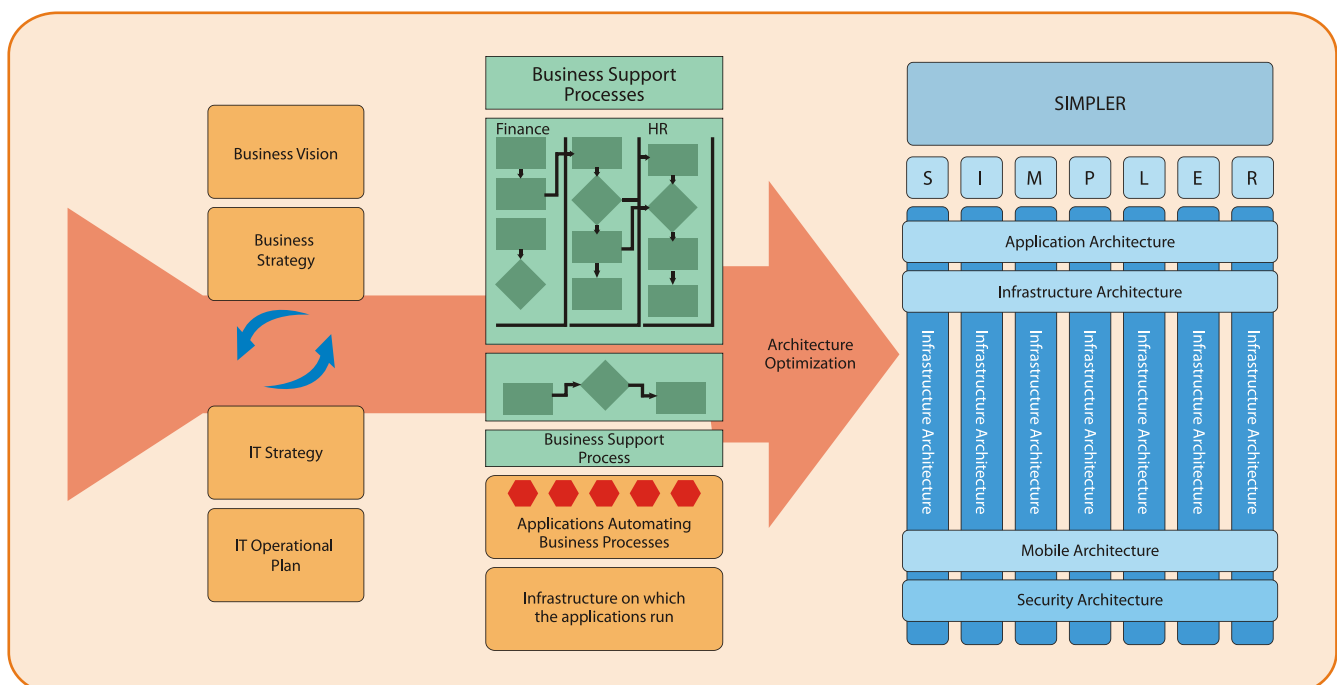 Business Vision
Business
Strategy
IT Strategy
IT Operational
Plan
Business Support
Processes
Finance
HR
Business Support
Process
Applications Automating
Business Processes
Infrastructure on which
the applications run
Architecture
Optimization
SIMPLER
S I M P L E R
Application Architecture
Infrastructure Architecture
Infrastructure Architecture
Infrastructure Architecture
Infrastructure Architecture
Infrastructure Architecture
Infrastructure Architecture
Infrastructure Architecture
Infrastructure Architecture
Mobile Architecture
Security Architecture